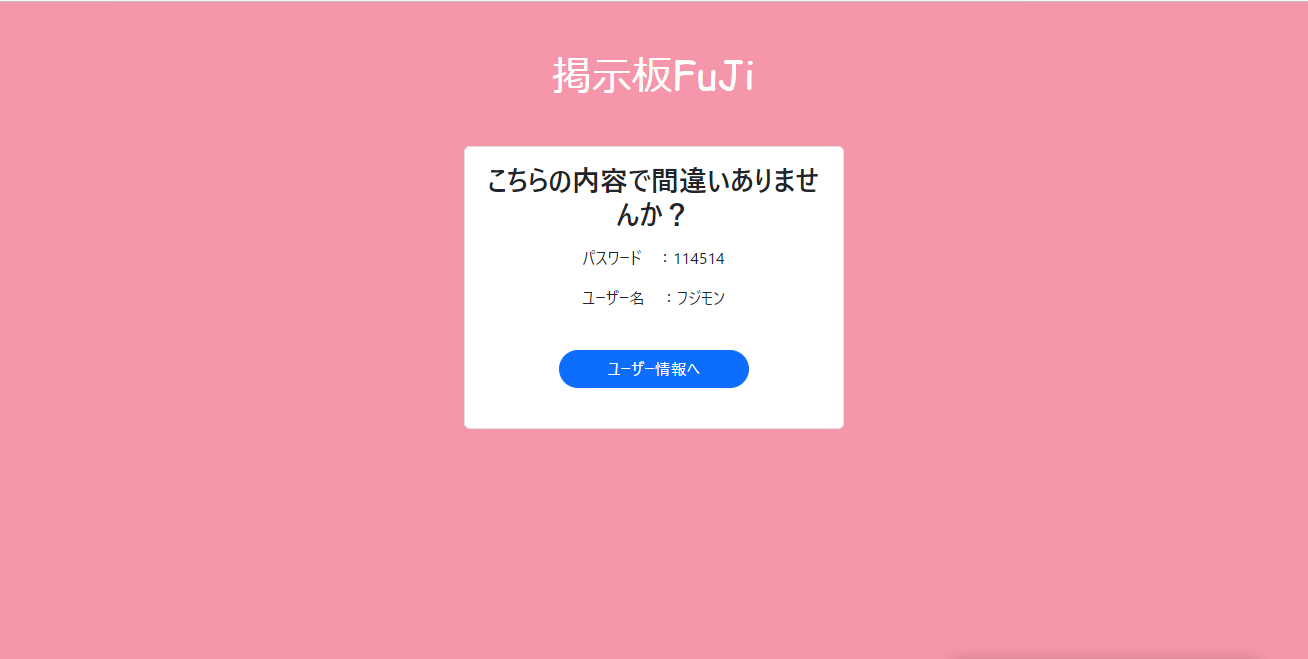 掲示板FuJi
こちらの内容で間違いありませ
んか？
パスワード　：114514
ユーザー名　：フジモン
ユーザー情報へ